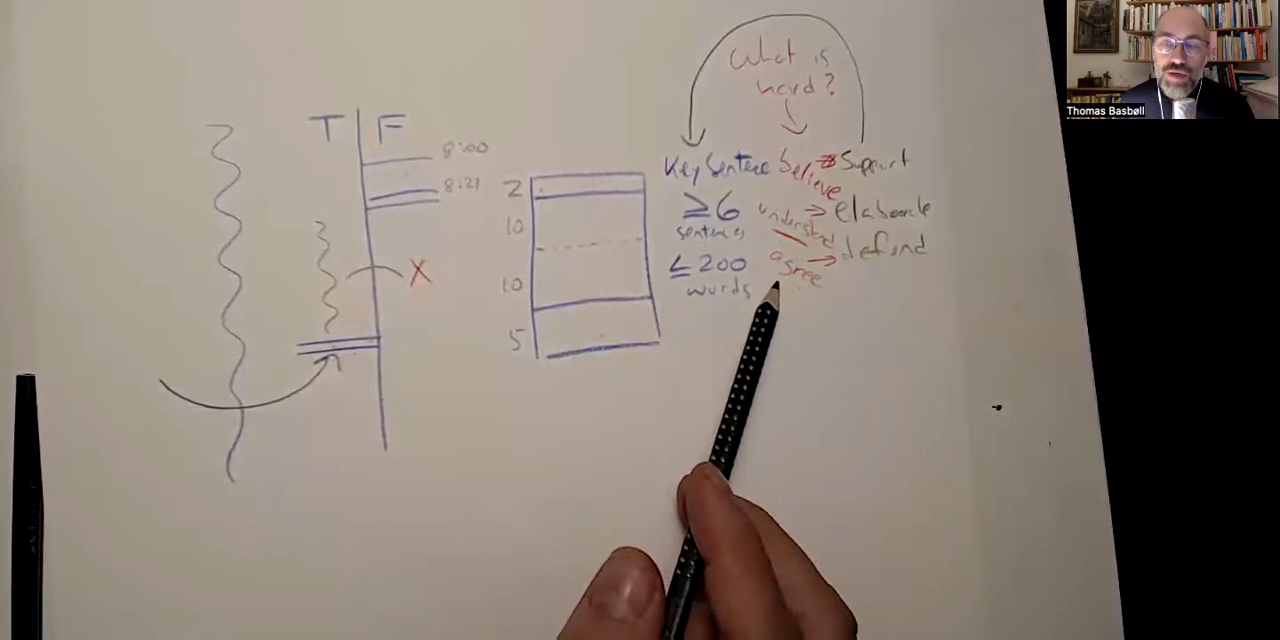 What is
hard?
T F
8:00
8:21
2
10
10
5
Key Sentence
≥6
sentences
≤ 200
words
believe → Support
understand → elaborate
agree → defend
X
Thomas Basbøll